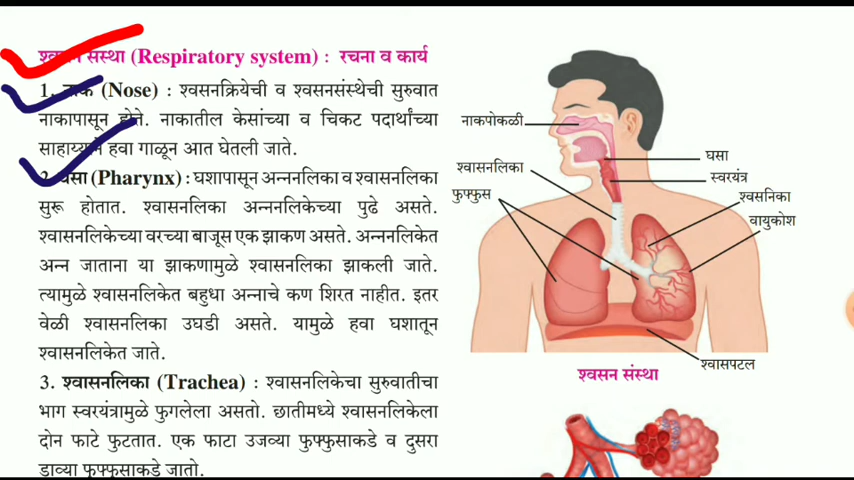 श्वसन संस्था (Respiratory system) : रचना व कार्य
1. नाक (Nose) : श्वसनक्रियेची व श्वसनसंस्थेची सुरुवात
नाकापासून होते. नाकातील केसांच्या व चिकट पदार्थांच्या
साहाय्याने हवा गाळून आत घेतली जाते.
2. घसा (Pharynx) : घशापासून अन्ननलिका व श्वासनलिका
सुरू होतात. श्वासनलिका अन्ननलिकेच्या पुढे असते.
श्वासनलिकेच्या वरच्या बाजूस एक झाकण असते. अन्ननलिकेत
अन्न जाताना या झाकणामुळे श्वासनलिका झाकली जाते.
त्यामुळे श्वासनलिकेत बहुधा अन्नाचे कण शिरत नाहीत. इतर
वेळी श्वासनलिका उघडी असते. यामुळे हवा घशातून
श्वासनलिकेत जाते.
3. श्वासनलिका (Trachea) : श्वासनलिकेचा सुरुवातीचा
भाग स्वरयंत्रामुळे फुगलेला असतो. छातीमध्ये श्वासनलिकेला
दोन फाटे फुटतात. एक फाटा उजव्या फुफ्फुसाकडे व दुसरा
डाव्या फुफ्फुसाकडे जातो.
नाकपोकळी
घसा
श्वासनलिका
स्वरयंत्र
फुफ्फुस
श्वसनिका
वायुकोश
श्वासपटल
श्वसन संस्था